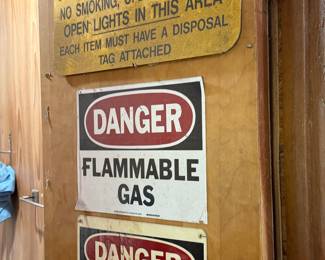 NO SMOKING,
OPEN LIGHTS IN THIS AREA
EACH ITEM MUST HAVE A DISPOSAL
TAG ATTACHED
DANGER
FLAMMABLE
GAS
DANGER